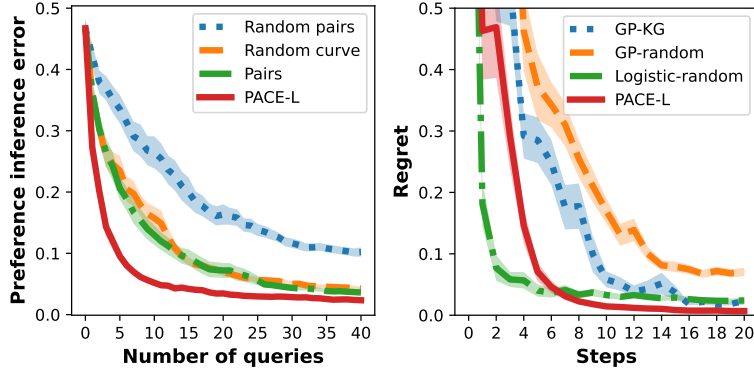 Preference inference error
0.5
0.4
0.3
0.2
0.1
0.0
Random pairs
Random curve
Pairs
PACE-L
0 5 10 15 20 25 30 35 40
Number of queries
Regret
0.5
0.4
0.3
0.2
0.1
0.0
GP-KG
GP-random
Logistic-random
PACE-L
0 2 4 6 8 10 12 14 16 18 20
Steps